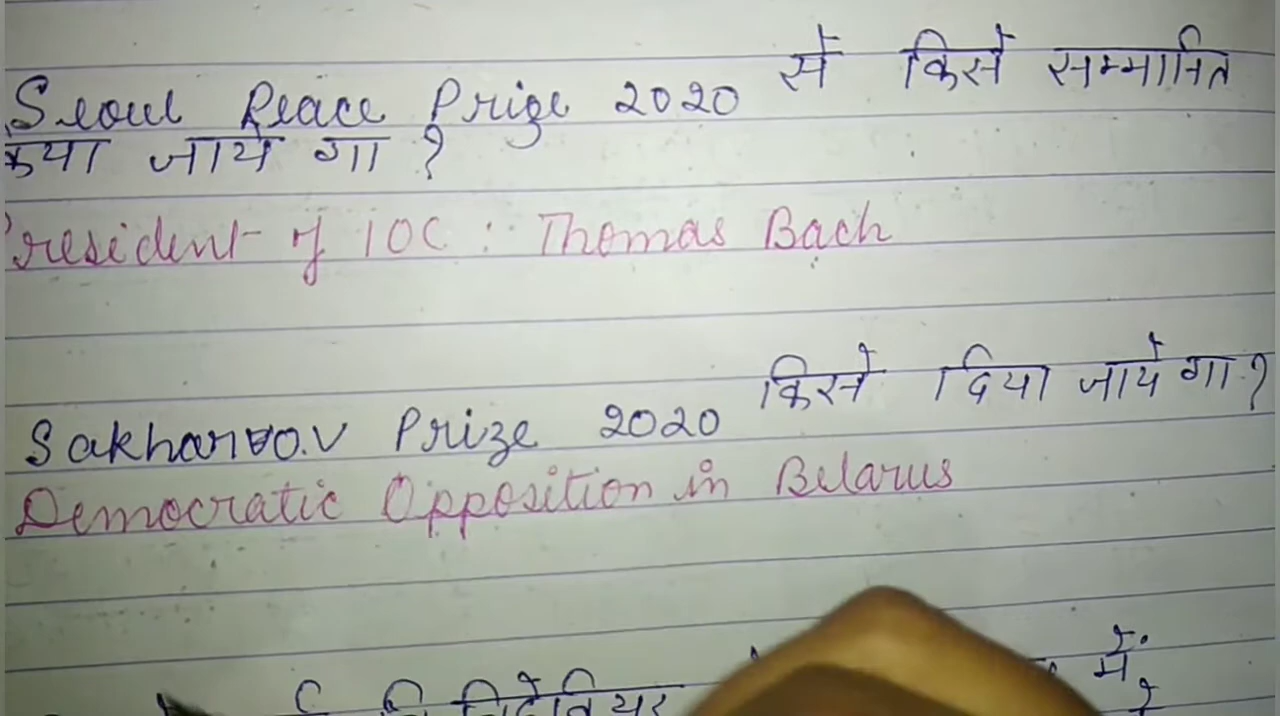 Seoul Peace Prize 2020 से किसे सम्मानित
क्या जाये गा ?
President of IOC : Thomas Bach
Sakharov Prize 2020 किसे दिया जाये गा ?
Democratic Opposition in Belarus
में